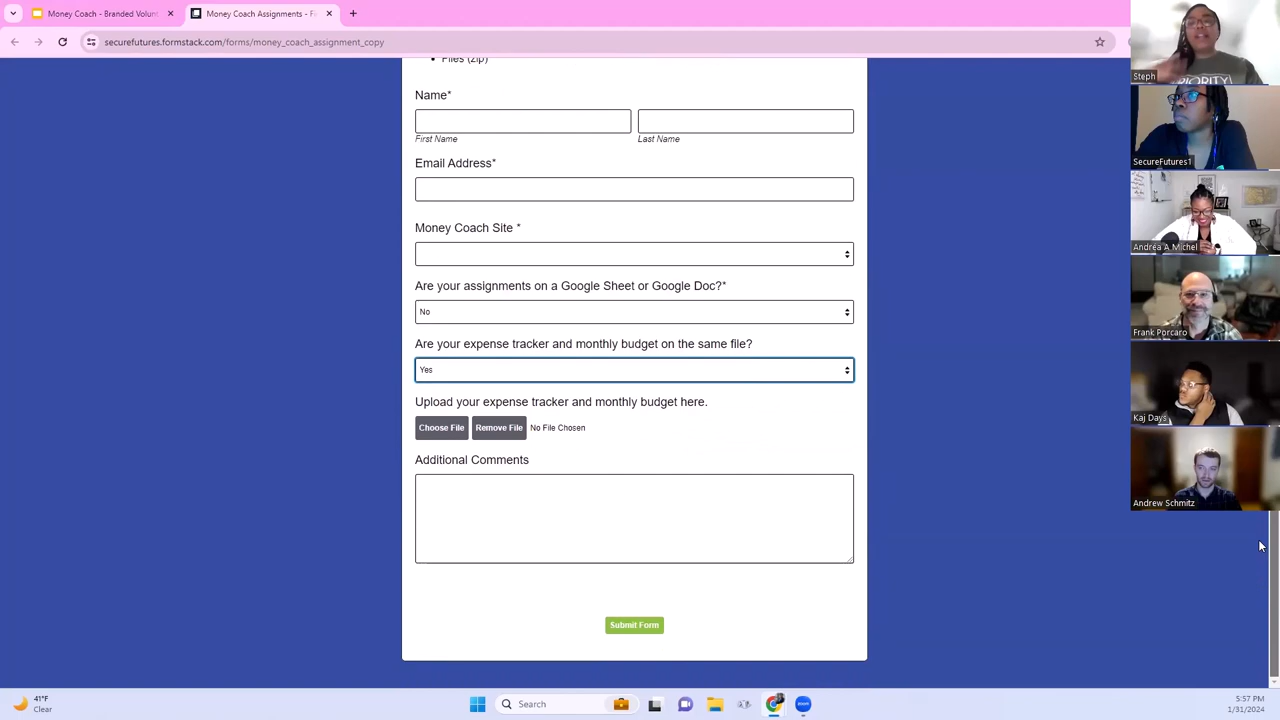 Money Coach - Branded Volun
Money Coach Assignments - F
securefutures.formstack.com/forms/money_coach_assignment_copy
Files (zip)
Name*
First Name
Last Name
Email Address*
Money Coach Site *
Are your assignments on a Google Sheet or Google Doc?*
No
Are your expense tracker and monthly budget on the same file?
Yes
Upload your expense tracker and monthly budget here.
Choose File
Remove File
No File Chosen
Additional Comments
Submit Form
PRIORITY
Steph
SecureFutures1
Andrea A Michel
Frank Porcaro
Kaj Days
Andrew Schmitz
41°F
Clear
Search
zoom
5:57 PM
1/31/2024